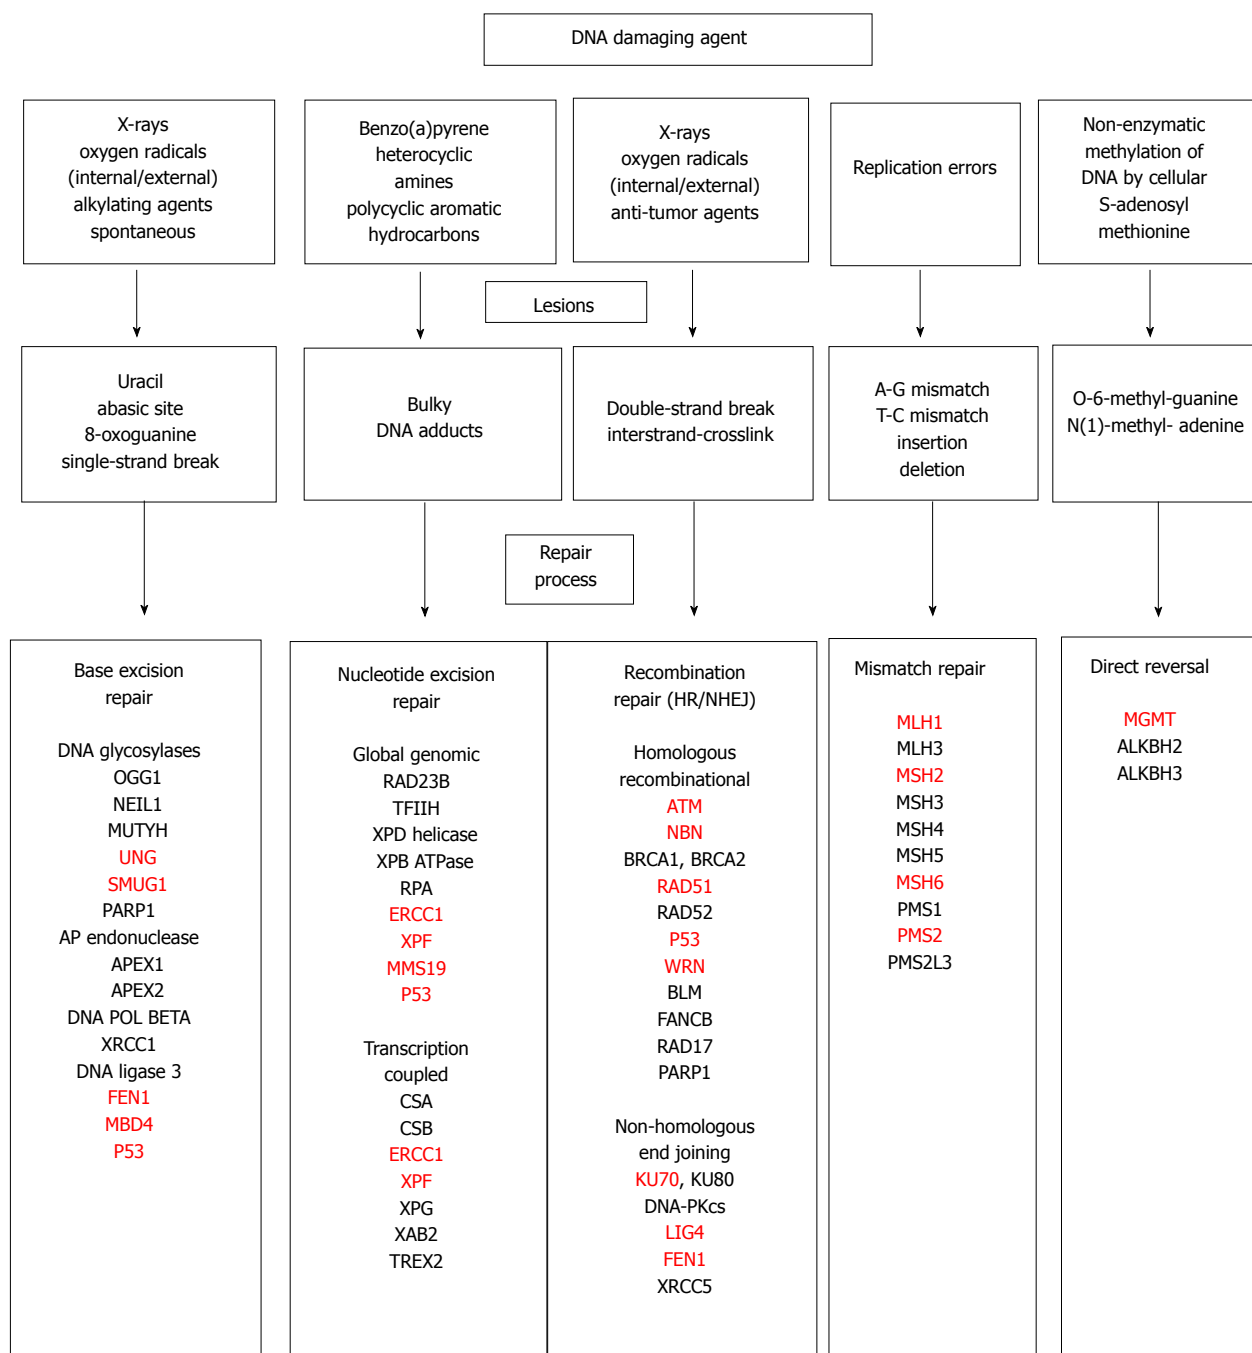 DNA damaging agent
X-rays
oxygen radicals
(internal/external)
alkylating agents
spontaneous
Benzo(a)pyrene
heterocyclic
amines
polycyclic aromatic
hydrocarbons
X-rays
oxygen radicals
(internal/external)
anti-tumor agents
Replication errors
Non-enzymatic
methylation of
DNA by cellular
S-adenosyl
methionine
Lesions
Uracil
abasic site
8-oxoguanine
single-strand break
Bulky
DNA adducts
Double-strand break
interstrand-crosslink
A-G mismatch
T-C mismatch
insertion
deletion
O-6-methyl-guanine
N(1)-methyl- adenine
Repair
process
Base excision
repair
DNA glycosylases
OGG1
NEIL1
MUTYH
UNG
SMUG1
PARP1
AP endonuclease
APEX1
APEX2
DNA POL BETA
XRCC1
DNA ligase 3
FEN1
MBD4
P53
Nucleotide excision
repair
Global genomic
RAD23B
TFIIH
XPD helicase
XPB ATPase
RPA
ERCC1
XPF
MMS19
P53
Transcription
coupled
CSA
CSB
ERCC1
XPF
XPG
XAB2
TREX2
Recombination
repair (HR/NHEJ)
Homologous
recombinational
ATM
NBN
BRCA1, BRCA2
RAD51
RAD52
P53
WRN
BLM
FANCB
RAD17
PARP1
Non-homologous
end joining
KU70, KU80
DNA-PKcs
LIG4
FEN1
XRCC5
Mismatch repair
MLH1
MLH3
MSH2
MSH3
MSH4
MSH5
MSH6
PMS1
PMS2
PMS2L3
Direct reversal
MGMT
ALKBH2
ALKBH3